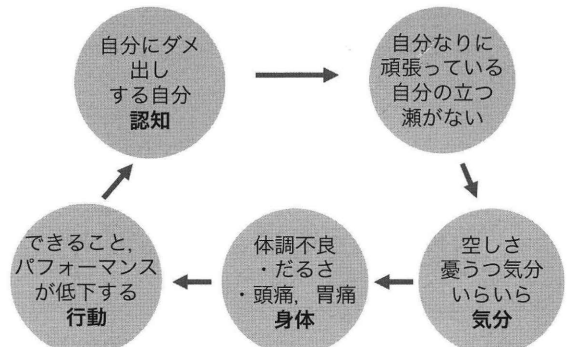 自分にダメ
出し
する自分
認知
自分なりに
頑張っている
自分の立つ
瀬がない
空しさ
憂うつ気分
いらいら
気分
体調不良
・だるさ
・頭痛，胃痛
身体
できること，
パフォーマンス
が低下する
行動